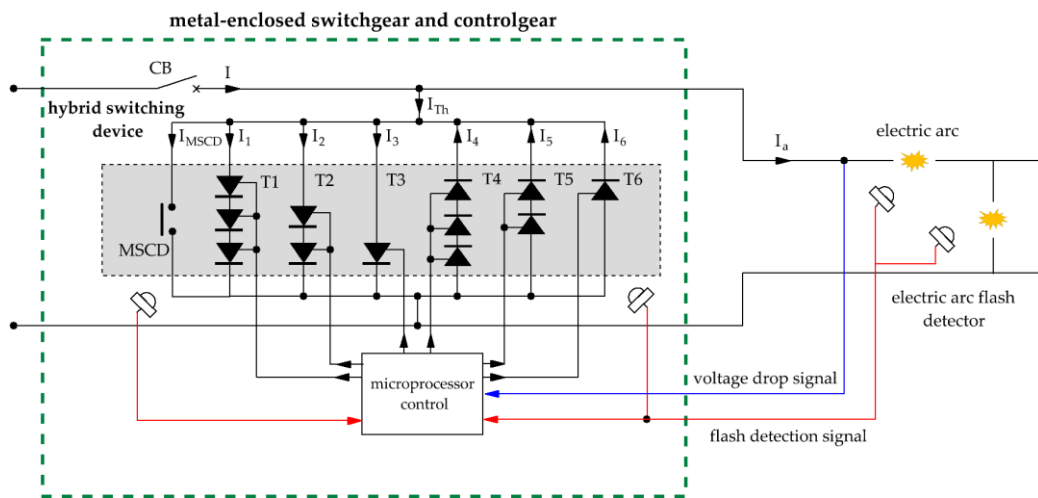 metal-enclosed switchgear and controlgear
CB
I
hybrid switching
device
I_Th
I_MSCD
I_1
I_2
I_3
I_4
I_5
I_6
I_a
electric arc
T1
T2
T3
T4
T5
T6
MSCD
electric arc flash
detector
microprocessor
control
voltage drop signal
flash detection signal